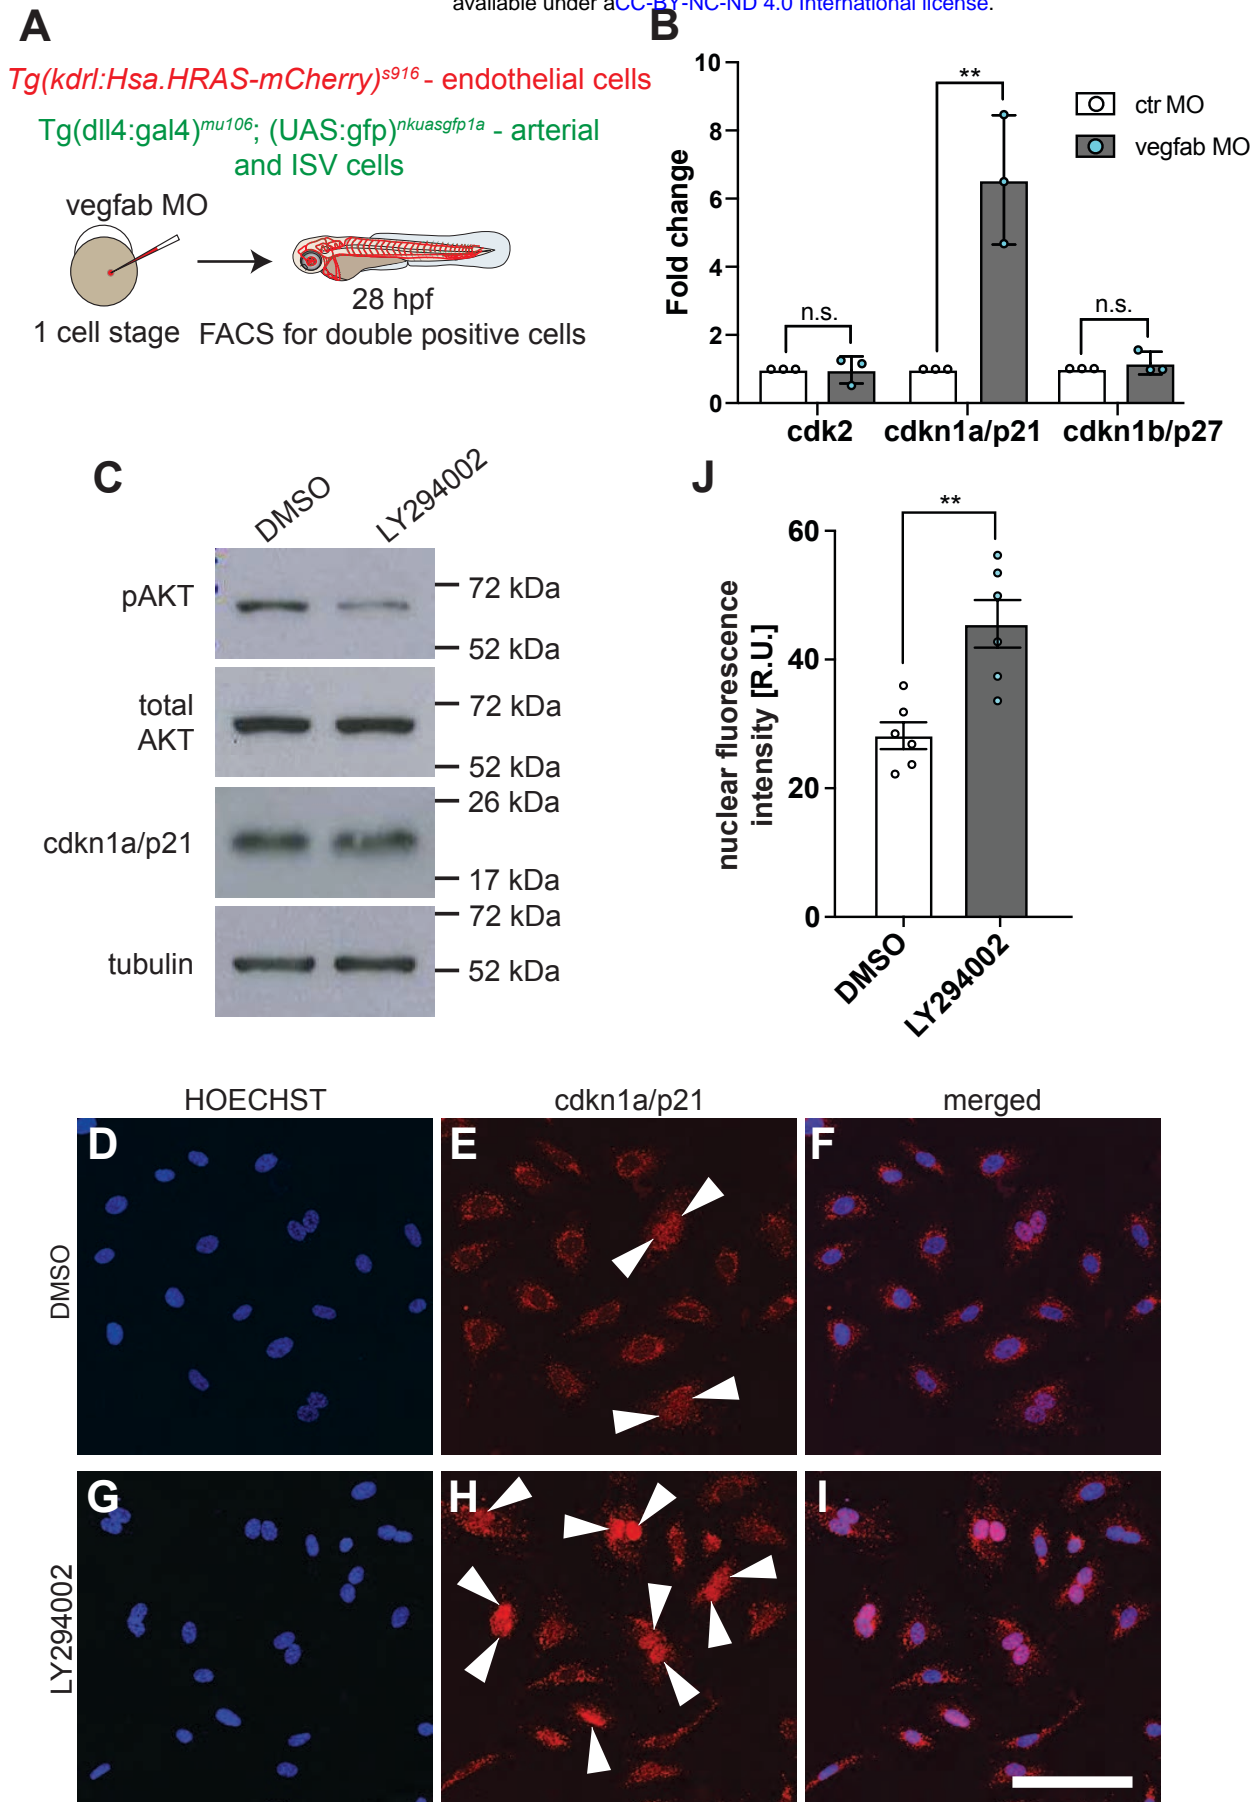 available under aCC-BY-NC-ND 4.0 International license.
A
Tg(kdrl:Hsa.HRAS-mCherry)s916 - endothelial cells
Tg(dll4:gal4)mu106; (UAS:gfp)nkuasgfp1a - arterial
and ISV cells
vegfab MO
1 cell stage
28 hpf
FACS for double positive cells
B
Fold change
10
8
6
4
2
0
n.s.
**
n.s.
ctr MO
vegfab MO
cdk2
cdkn1a/p21
cdkn1b/p27
C
DMSO
LY294002
pAKT
72 kDa
52 kDa
total
AKT
72 kDa
52 kDa
cdkn1a/p21
26 kDa
17 kDa
tubulin
72 kDa
52 kDa
J
nuclear fluorescence
intensity [R.U.]
60
40
20
0
**
DMSO
LY294002
HOECHST
cdkn1a/p21
merged
DMSO
D
E
F
LY294002
G
H
I